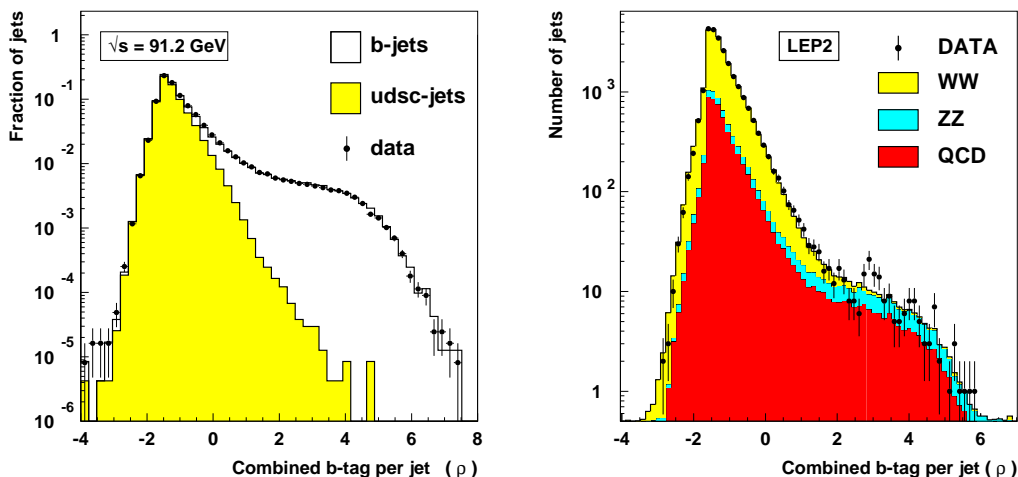 Fraction of jets
1
10 -1
10 -2
10 -3
10 -4
10 -5
10 -6
√s = 91.2 GeV
b-jets
udsc-jets
data
-4 -2 0 2 4 6 8
Combined b-tag per jet ( ρ )
Number of jets
10 3
10 2
10
1
LEP2
DATA
WW
ZZ
QCD
-4 -2 0 2 4 6
Combined b-tag per jet ( ρ )